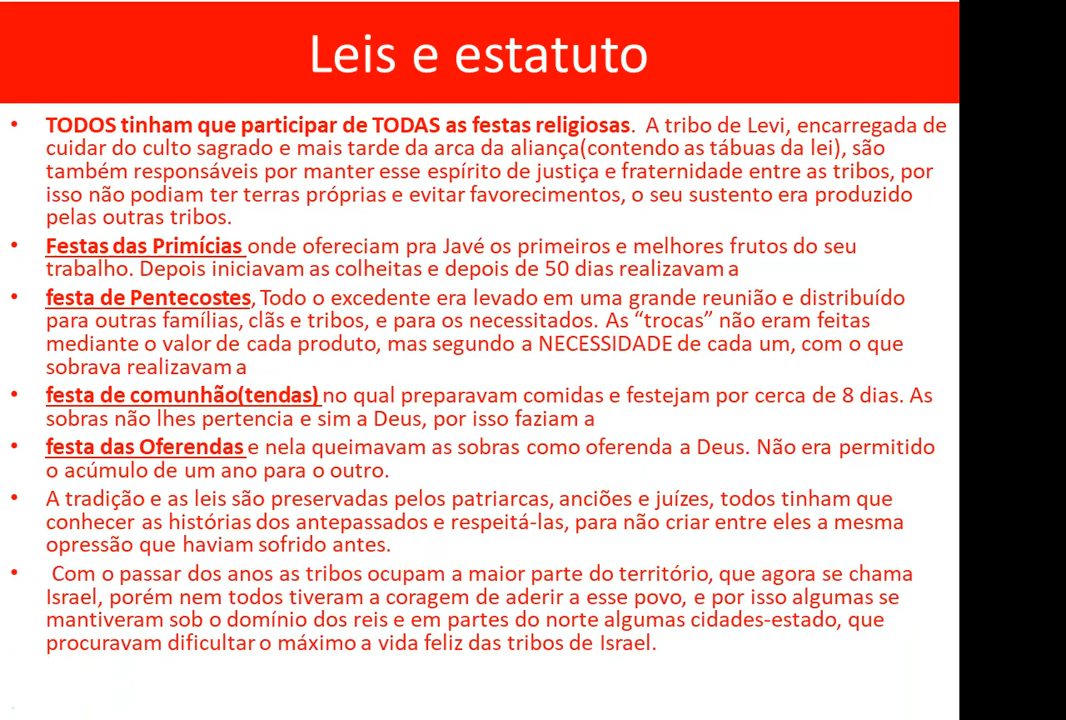 Leis e estatuto
• TODOS tinham que participar de TODAS as festas religiosas. A tribo de Levi, encarregada de
cuidar do culto sagrado e mais tarde da arca da aliança(contendo as tábuas da lei), são
também responsáveis por manter esse espírito de justiça e fraternidade entre as tribos, por
isso não podiam ter terras próprias e evitar favorecimentos, o seu sustento era produzido
pelas outras tribos.
• Festas das Primícias onde ofereciam pra Javé os primeiros e melhores frutos do seu
trabalho. Depois iniciavam as colheitas e depois de 50 dias realizavam a
• festa de Pentecostes, Todo o excedente era levado em uma grande reunião e distribuído
para outras famílias, clãs e tribos, e para os necessitados. As “trocas” não eram feitas
mediante o valor de cada produto, mas segundo a NECESSIDADE de cada um, com o que
sobrava realizavam a
• festa de comunhão(tendas) no qual preparavam comidas e festejam por cerca de 8 dias. As
sobras não lhes pertencia e sim a Deus, por isso faziam a
• festa das Oferendas e nela queimavam as sobras como oferenda a Deus. Não era permitido
o acúmulo de um ano para o outro.
• A tradição e as leis são preservadas pelos patriarcas, anciões e juízes, todos tinham que
conhecer as histórias dos antepassados e respeitá-las, para não criar entre eles a mesma
opressão que haviam sofrido antes.
• Com o passar dos anos as tribos ocupam a maior parte do território, que agora se chama
Israel, porém nem todos tiveram a coragem de aderir a esse povo, e por isso algumas se
mantiveram sob o domínio dos reis e em partes do norte algumas cidades-estado, que
procuravam dificultar o máximo a vida feliz das tribos de Israel.